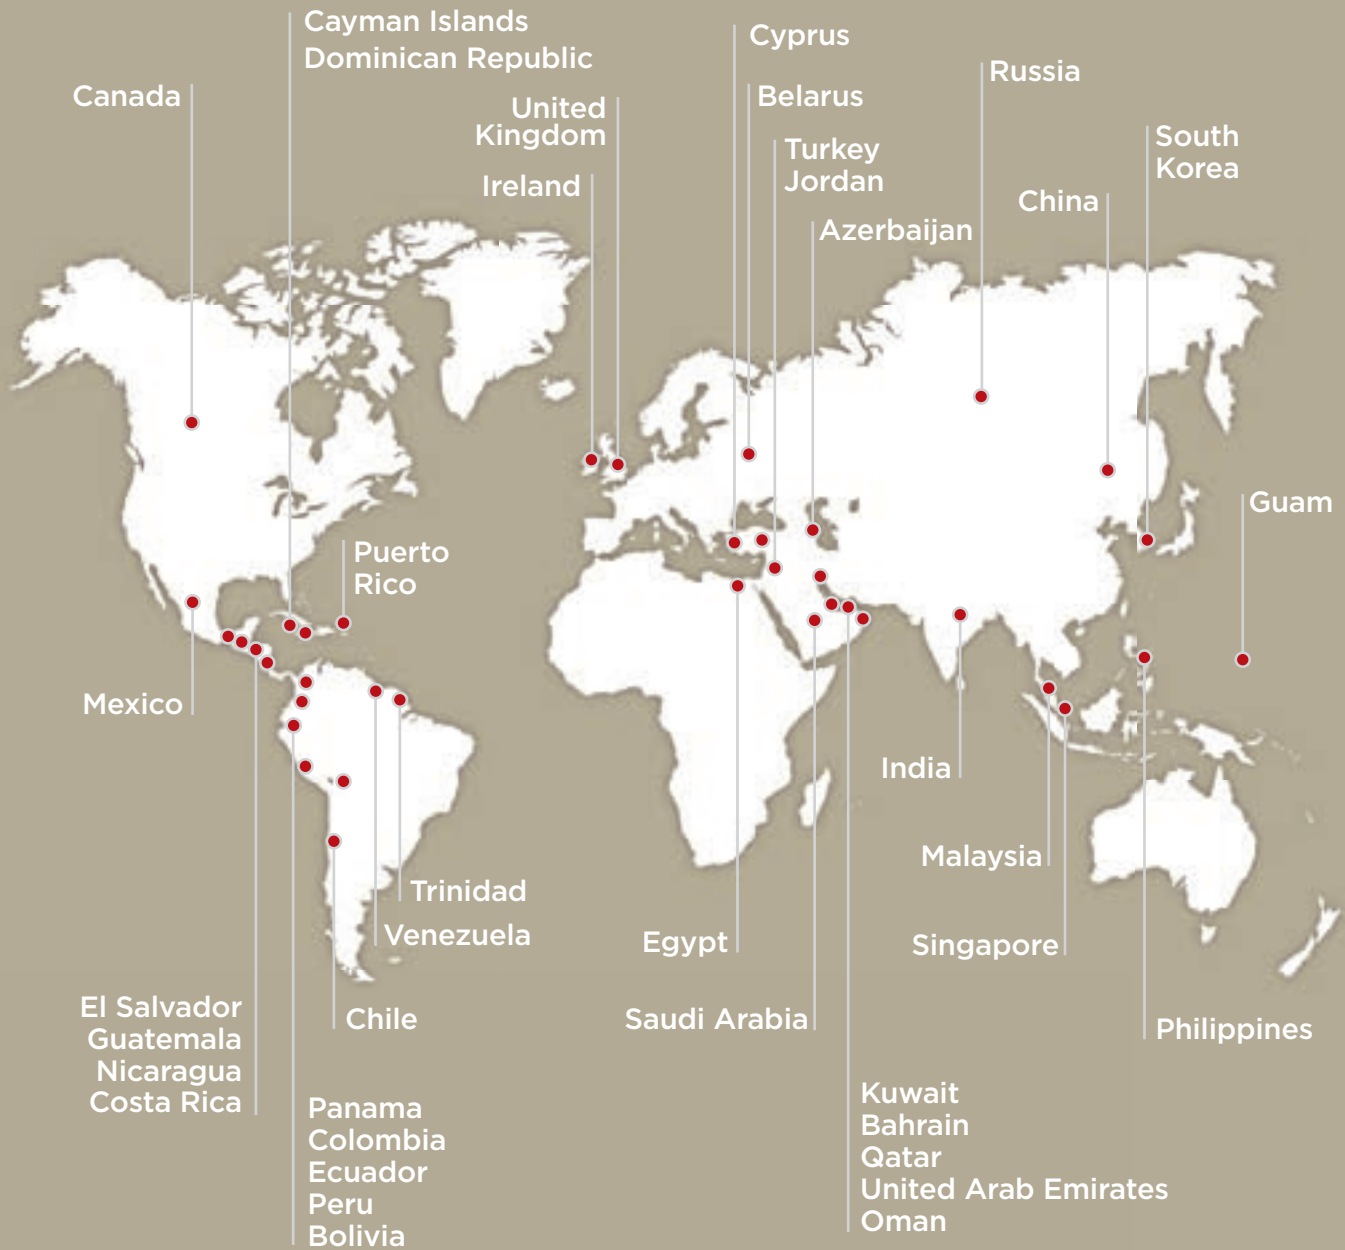 Cayman Islands
Dominican Republic
Cyprus
Russia
Canada
Belarus
United
Kingdom
South
Korea
Turkey
Jordan
Ireland
China
Azerbaijan
Guam
Puerto
Rico
Mexico
India
Malaysia
Trinidad
Venezuela
Egypt
Singapore
El Salvador
Guatemala
Nicaragua
Costa Rica
Chile
Saudi Arabia
Philippines
Panama
Colombia
Ecuador
Peru
Bolivia
Kuwait
Bahrain
Qatar
United Arab Emirates
Oman